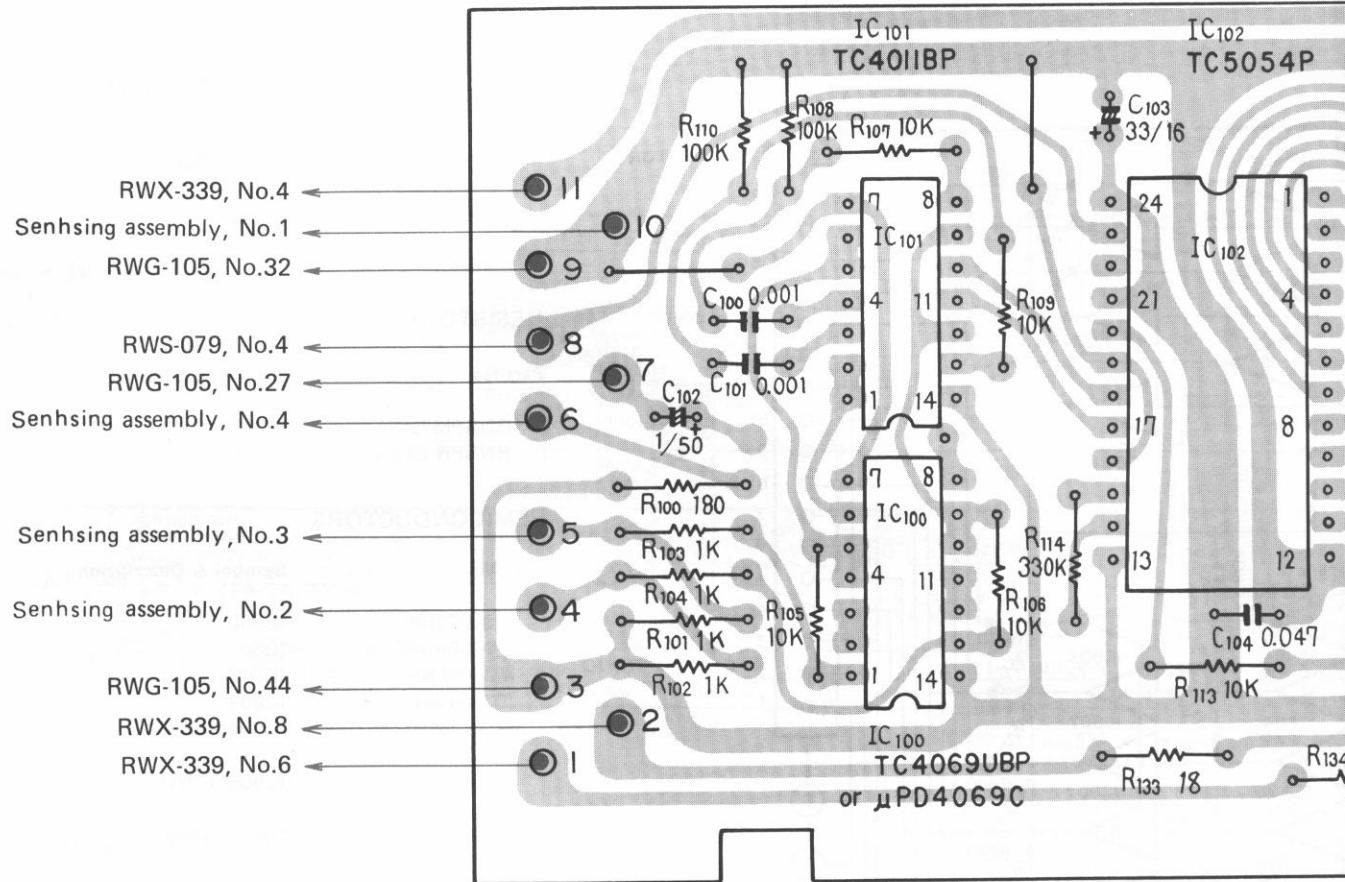 IC101
TC4011BP
IC102
TC5054P
R110
100K
R108
100K
R107 10K
C103
33/16
+
RWX-339, No.4
11
Senhsing assembly, No.1
10
RWG-105, No.32
9
RWS-079, No.4
8
RWG-105, No.27
7
Senhsing assembly, No.4
6
Senhsing assembly, No.3
5
Senhsing assembly, No.2
4
RWG-105, No.44
3
RWX-339, No.8
2
RWX-339, No.6
1
7
8
IC101
4
11
1
14
C100 0.001
C101 0.001
C102
+
1/50
R109
10K
24
1
IC102
21
4
17
8
13
12
R100 180
R103 1K
R104 1K
R101 1K
R102 1K
R105
10K
7
8
IC100
4
11
1
14
R106
10K
R114
330K
C104 0.047
R113 10K
IC100
TC4069UBP
or μPD4069C
R133 18
R134